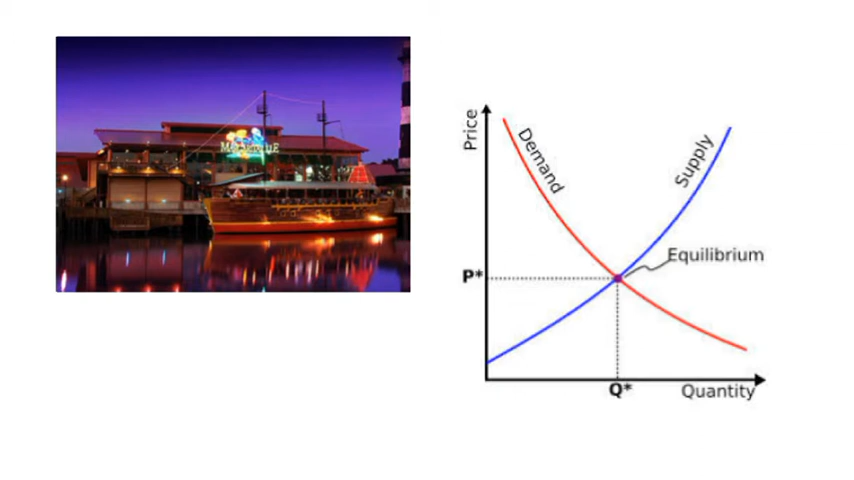 Price
Demand
Supply
Equilibrium
P*
Q*
Quantity